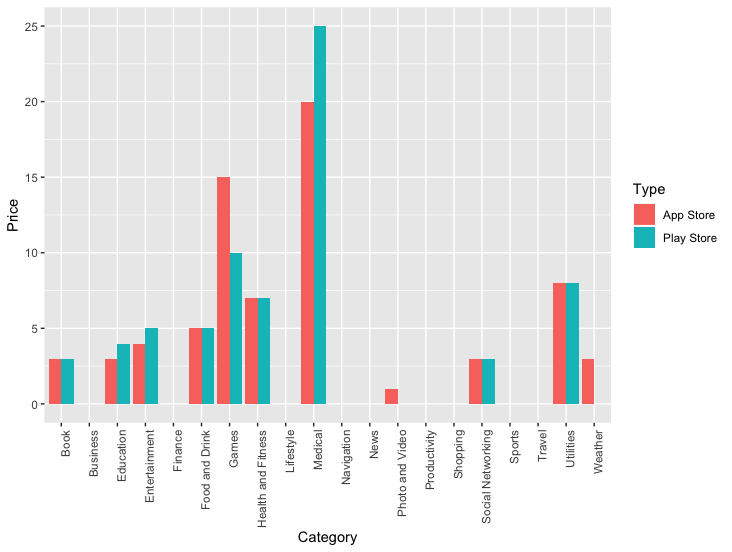 25
20
15
10
5
0
Price
Book
Business
Education
Entertainment
Finance
Food and Drink
Games
Health and Fitness
Lifestyle
Medical
Navigation
News
Photo and Video
Productivity
Shopping
Social Networking
Sports
Travel
Utilities
Weather
Category
Type
App Store
Play Store